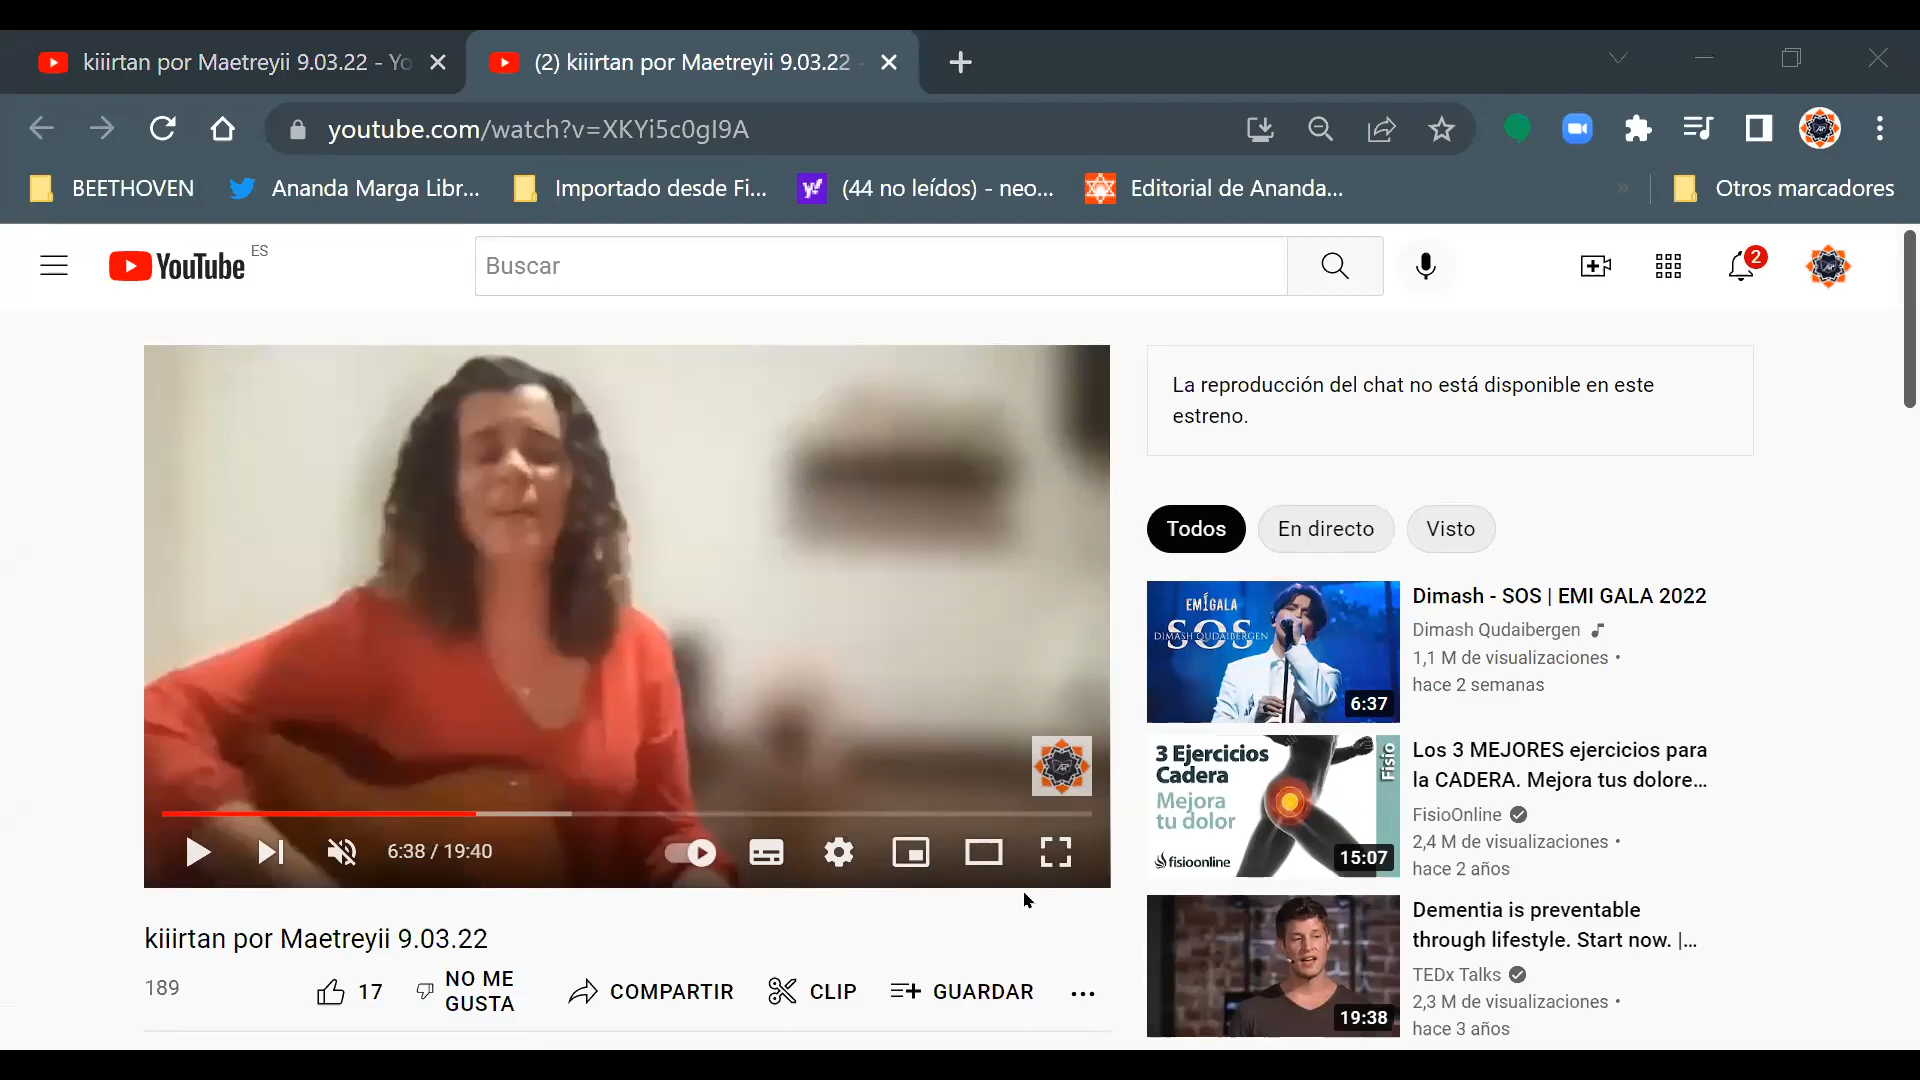 kiiirtan por Maetreyii 9.03.22 - Yo
(2) kiiirtan por Maetreyii 9.03.22 -
youtube.com/watch?v=XKYi5c0gI9A
BEETHOVEN
Ananda Marga Libr...
Importado desde Fi...
(44 no leídos) - neo...
Editorial de Ananda...
»
Otros marcadores
YouTube ES
Buscar
2
La reproducción del chat no está disponible en este
estreno.
Todos
En directo
Visto
EMÍGALA
SOS
DIMASH QUDAIBERGEN
6:37
Dimash - SOS | EMI GALA 2022
Dimash Qudaibergen
1,1 M de visualizaciones •
hace 2 semanas
3 Ejercicios
Cadera
Mejora
tu dolor
Fisio
fisioonline
15:07
Los 3 MEJORES ejercicios para
la CADERA. Mejora tus dolore...
FisioOnline
2,4 M de visualizaciones •
hace 2 años
19:38
Dementia is preventable
through lifestyle. Start now. |...
TEDx Talks
2,3 M de visualizaciones •
hace 3 años
6:38 / 19:40
kiiirtan por Maetreyii 9.03.22
189
17
NO ME
GUSTA
COMPARTIR
CLIP
GUARDAR